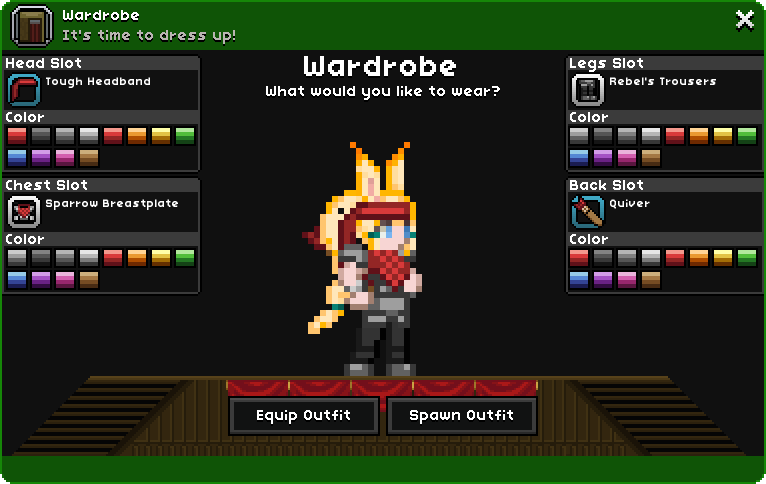 Wardrobe
It's time to dress up!
Wardrobe
What would you like to wear?
Head Slot
Tough Headband
Color
Chest Slot
Sparrow Breastplate
Color
Legs Slot
Rebel's Trousers
Color
Back Slot
Quiver
Color
Equip Outfit
Spawn Outfit